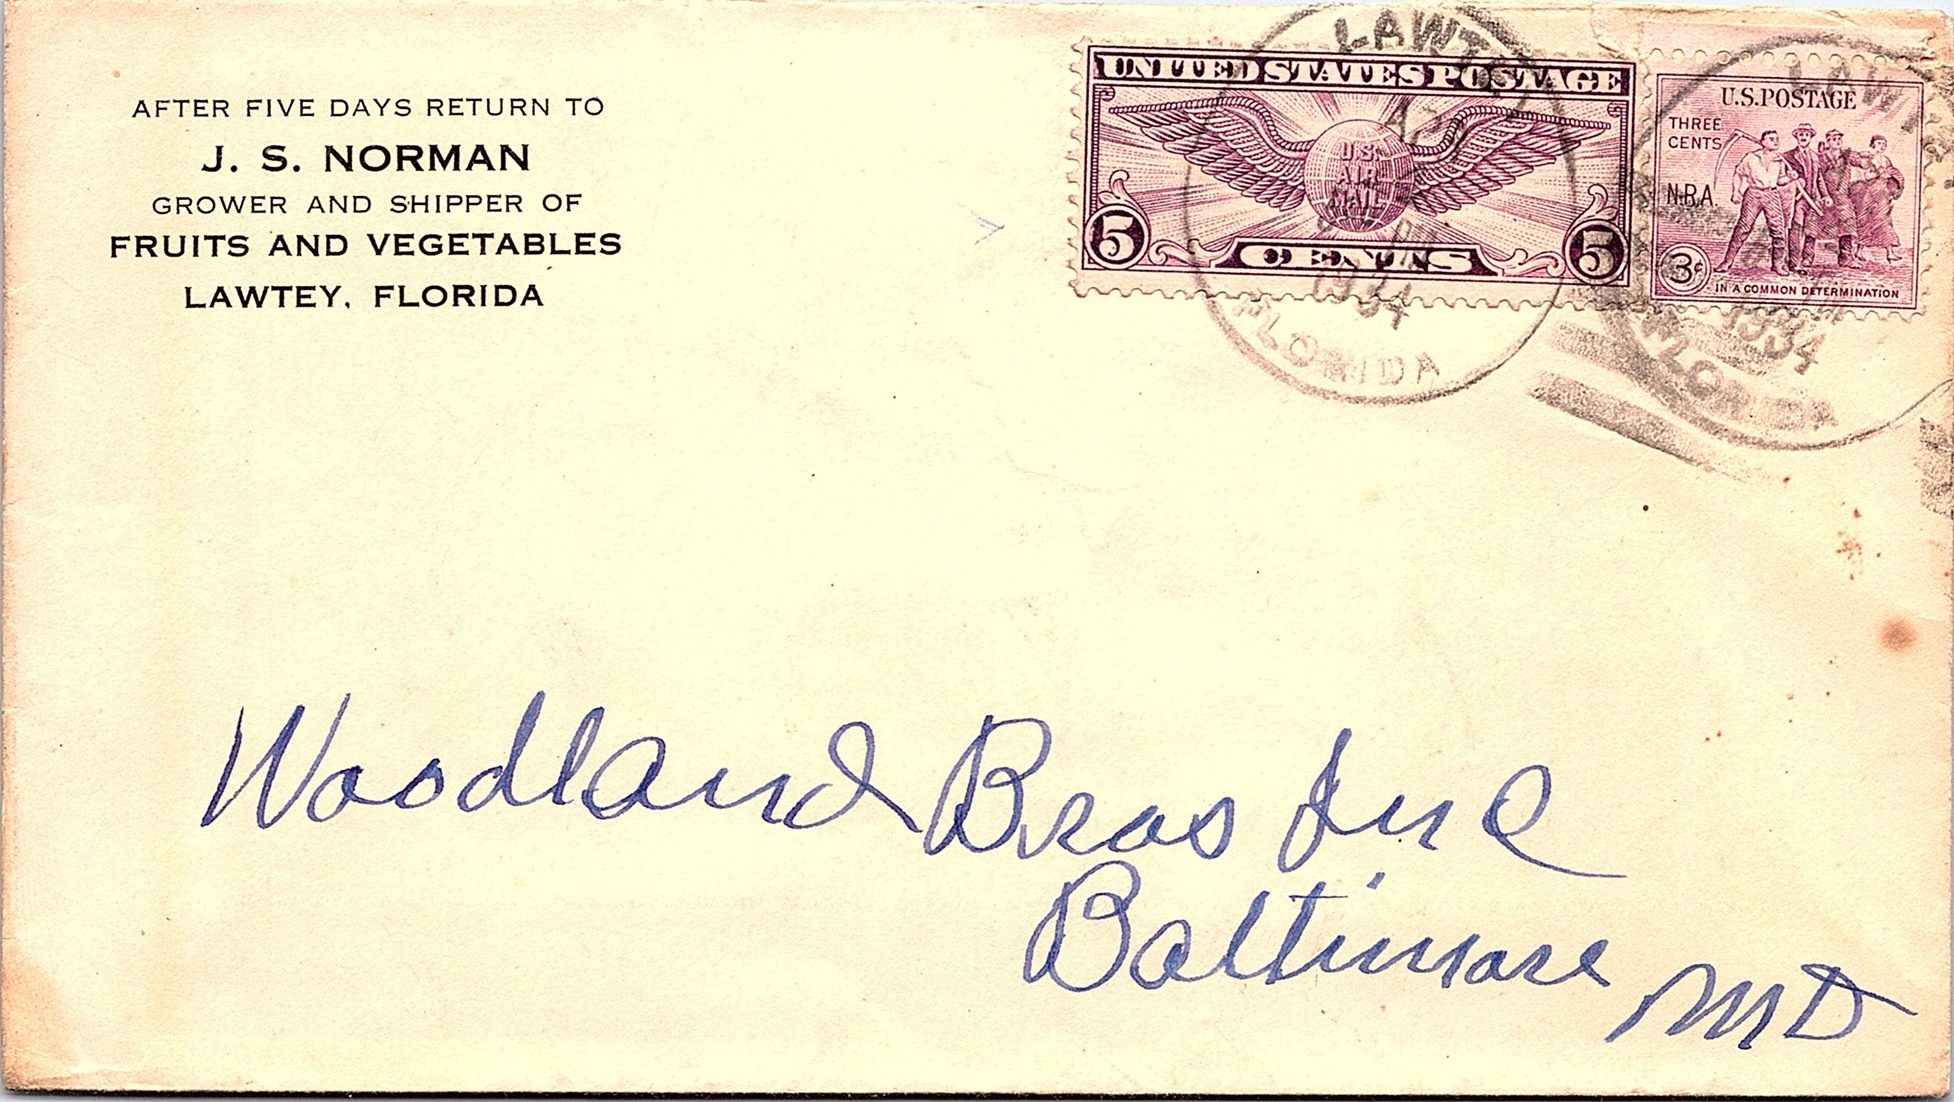 AFTER FIVE DAYS RETURN TO
J. S. NORMAN
GROWER AND SHIPPER OF
FRUITS AND VEGETABLES
LAWTEY, FLORIDA
UNITED STATES POSTAGE
U.S.
AIR
MAIL
5 CENTS 5
U.S. POSTAGE
THREE
CENTS
N.R.A.
3¢
IN A COMMON DETERMINATION
1934
FLORIDA
1934
FLORIDA
Woodland Bros Inc
Baltimore MD